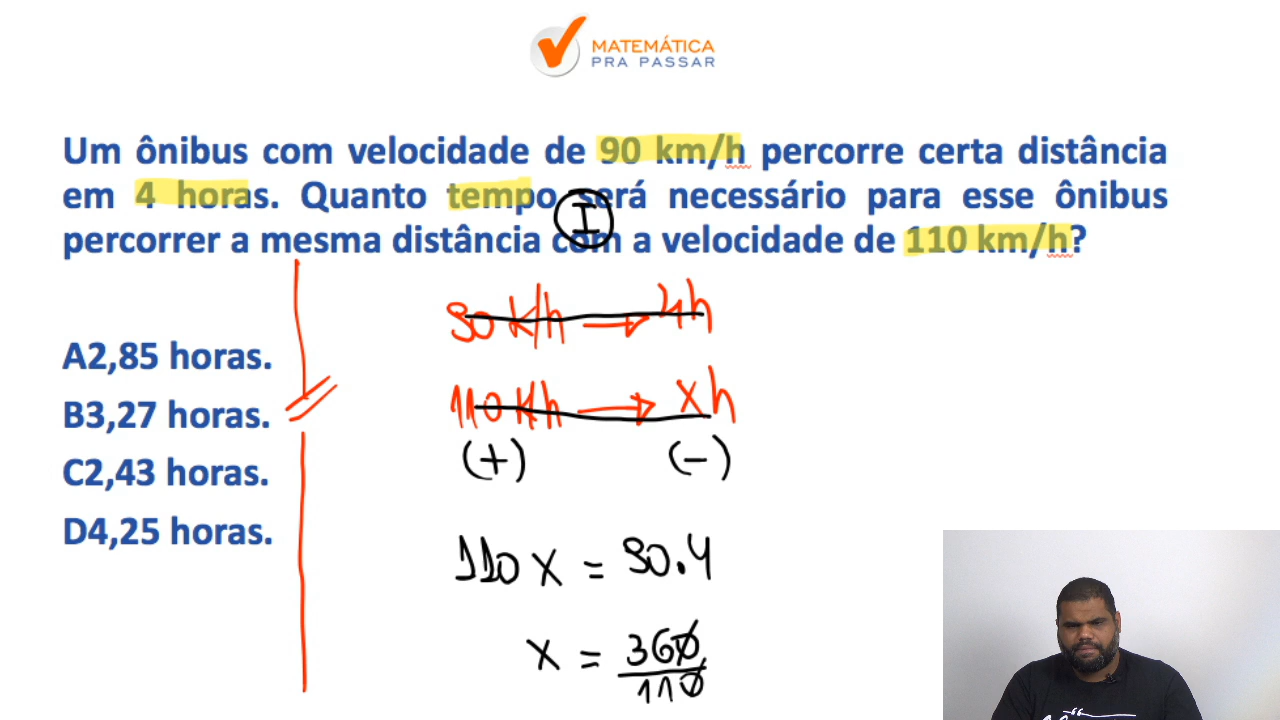 MATEMÁTICA
PRA PASSAR
Um ônibus com velocidade de 90 km/h percorre certa distância
em 4 horas. Quanto tempo será necessário para esse ônibus
percorrer a mesma distância com a velocidade de 110 km/h?
I
90 K/h → 4h
A2,85 horas.
110 K/h → x h
B3,27 horas.
(+) (-)
C2,43 horas.
D4,25 horas.
110 x = 90.4
x = 360
110